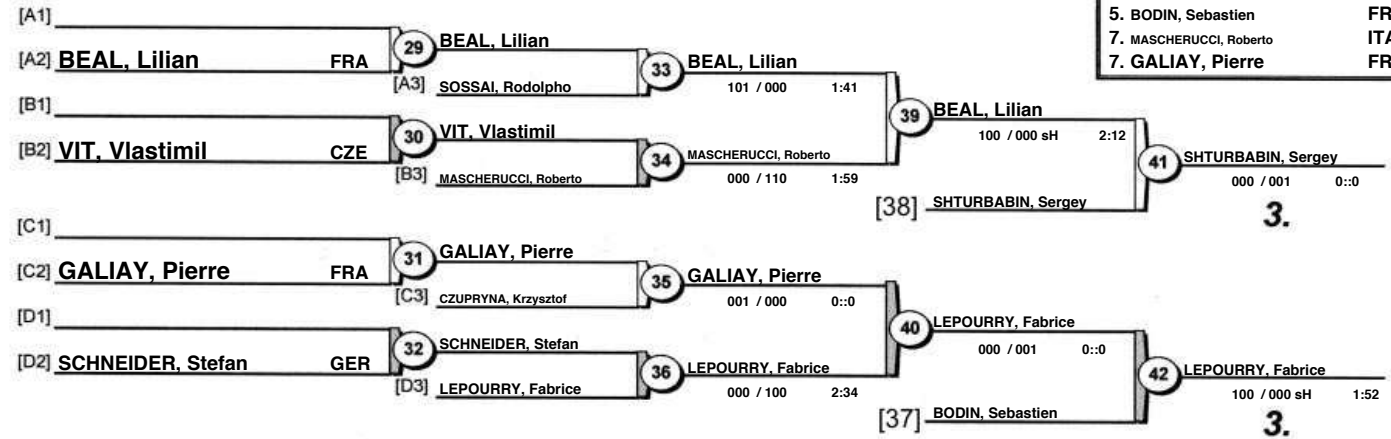 5. BODIN, Sebastien FR
7. MASCHERUCCI, Roberto ITA
7. GALIAY, Pierre FR
[A1]
[A2] BEAL, Lilian FRA
29
BEAL, Lilian
[A3] SOSSAI, Rodolpho
33
BEAL, Lilian
101 / 000 1:41
[B1]
[B2] VIT, Vlastimil CZE
30
VIT, Vlastimil
[B3] MASCHERUCCI, Roberto
34
MASCHERUCCI, Roberto
000 / 110 1:59
39
BEAL, Lilian
100 / 000 sH 2:12
[38] SHTURBABIN, Sergey
41
SHTURBABIN, Sergey
000 / 001 0::0
3.
[C1]
[C2] GALIAY, Pierre FRA
31
GALIAY, Pierre
[C3] CZUPRYNA, Krzysztof
35
GALIAY, Pierre
001 / 000 0::0
[D1]
[D2] SCHNEIDER, Stefan GER
32
SCHNEIDER, Stefan
[D3] LEPOURRY, Fabrice
36
LEPOURRY, Fabrice
000 / 100 2:34
40
LEPOURRY, Fabrice
000 / 001 0::0
[37] BODIN, Sebastien
42
LEPOURRY, Fabrice
100 / 000 sH 1:52
3.